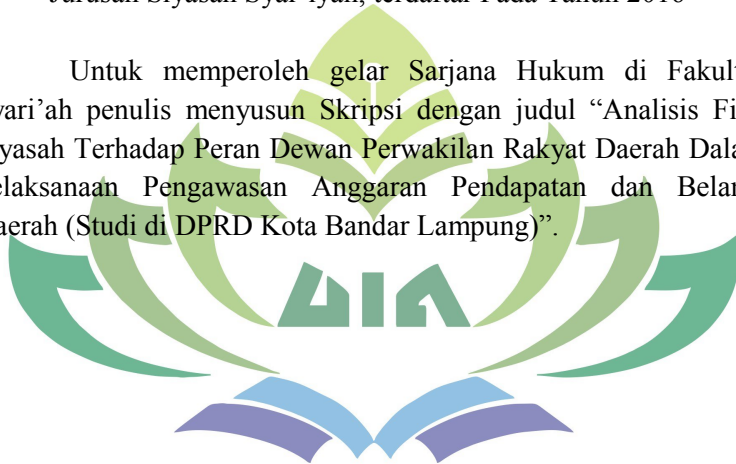 Jurusan Siyasah Syar'iyah, terdaftar Pada Tahun 2016
Untuk memperoleh gelar Sarjana Hukum di Fakult
yari'ah penulis menyusun Skripsi dengan judul “Analisis Fi
yasah Terhadap Peran Dewan Perwakilan Rakyat Daerah Dala
elaksanaan Pengawasan Anggaran Pendapatan dan Belan
aerah (Studi di DPRD Kota Bandar Lampung)”.
UIN